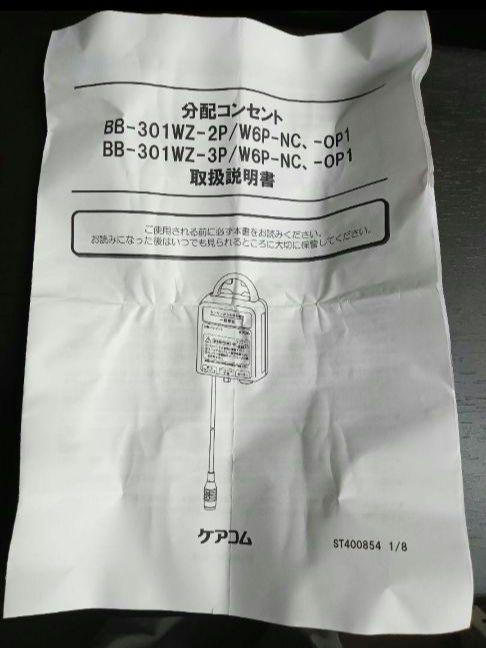 分配コンセント
BB-301WZ-2P/W6P-NC、-OP1
BB-301WZ-3P/W6P-NC、-OP1
取扱説明書
ご使用される前に必ず本書をお読みください。
お読みになった後はいつでも見られるところに大切に保管してください。
ケアコム
ST400854 1/8